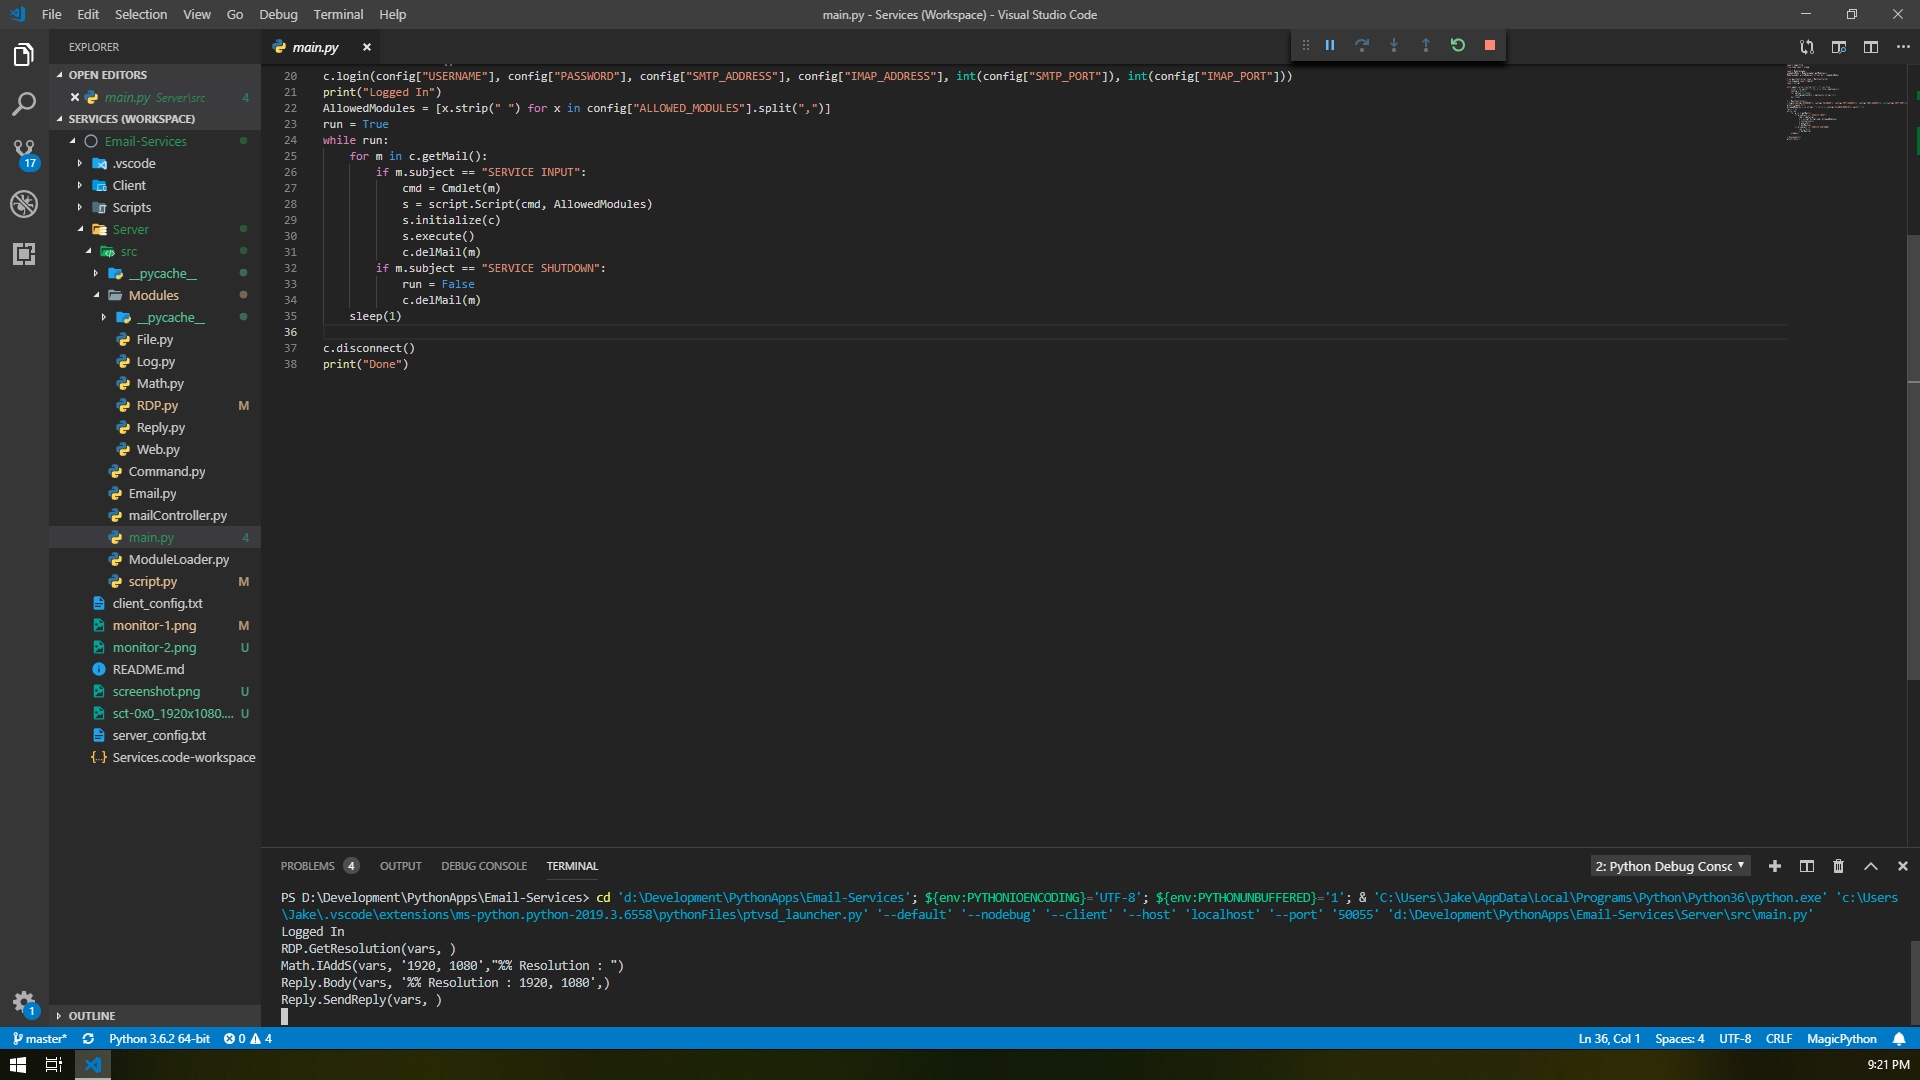 File Edit Selection View Go Debug Terminal Help
main.py - Services (Workspace) - Visual Studio Code
EXPLORER
OPEN EDITORS
main.py Server\src 4
SERVICES (WORKSPACE)
Email-Services
.vscode
Client
Scripts
Server
src
__pycache__
Modules
__pycache__
File.py
Log.py
Math.py
RDP.py M
Reply.py
Web.py
Command.py
Email.py
mailController.py
main.py 4
ModuleLoader.py
script.py M
client_config.txt
monitor-1.png M
monitor-2.png U
README.md
screenshot.png U
sct-0x0_1920x1080.... U
server_config.txt
Services.code-workspace
OUTLINE
17
1
main.py
20 c.login(config["USERNAME"], config["PASSWORD"], config["SMTP_ADDRESS"], config["IMAP_ADDRESS"], int(config["SMTP_PORT"]), int(config["IMAP_PORT"]))
21 print("Logged In")
22 AllowedModules = [x.strip(" ") for x in config["ALLOWED_MODULES"].split(",")]
23 run = True
24 while run:
25 for m in c.getMail():
26 if m.subject == "SERVICE INPUT":
27 cmd = Cmdlet(m)
28 s = script.Script(cmd, AllowedModules)
29 s.initialize(c)
30 s.execute()
31 c.delMail(m)
32 if m.subject == "SERVICE SHUTDOWN":
33 run = False
34 c.delMail(m)
35 sleep(1)
36
37 c.disconnect()
38 print("Done")
PROBLEMS 4 OUTPUT DEBUG CONSOLE TERMINAL
2: Python Debug Consc
PS D:\Development\PythonApps\Email-Services> cd 'd:\Development\PythonApps\Email-Services'; ${env:PYTHONIOENCODING}='UTF-8'; ${env:PYTHONUNBUFFERED}='1'; & 'C:\Users\Jake\AppData\Local\Programs\Python\Python36\python.exe' 'c:\Users
\Jake\.vscode\extensions\ms-python.python-2019.3.6558\pythonFiles\ptvsd_launcher.py' '--default' '--nodebug' '--client' '--host' 'localhost' '--port' '50055' 'd:\Development\PythonApps\Email-Services\Server\src\main.py'
Logged In
RDP.GetResolution(vars, )
Math.IAddS(vars, '1920, 1080',"%% Resolution : ")
Reply.Body(vars, '%% Resolution : 1920, 1080',)
Reply.SendReply(vars, )
master* Python 3.6.2 64-bit 0 4
Ln 36, Col 1 Spaces: 4 UTF-8 CRLF MagicPython
9:21 PM